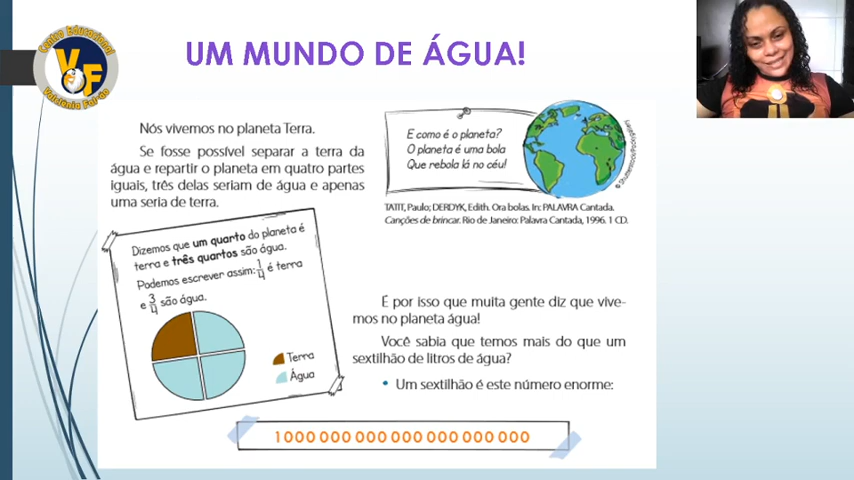 Centro Educacional
VF
Valclênia Falcão
UM MUNDO DE ÁGUA!
Nós vivemos no planeta Terra.
Se fosse possível separar a terra da
água e repartir o planeta em quatro partes
iguais, três delas seriam de água e apenas
uma seria de terra.
E como é o planeta?
O planeta é uma bola
Que rebola lá no céu!
TATIT, Paulo; DERDYK, Edith. Ora bolas. In: PALAVRA Cantada.
Canções de brincar. Rio de Janeiro: Palavra Cantada, 1996. 1 CD.
Dizemos que um quarto do planeta é
terra e três quartos são água.
Podemos escrever assim: 1/4 é terra
e 3/4 são água.
Terra
Água
É por isso que muita gente diz que vive-
mos no planeta água!
Você sabia que temos mais do que um
sextilhão de litros de água?
• Um sextilhão é este número enorme:
1 000 000 000 000 000 000 000